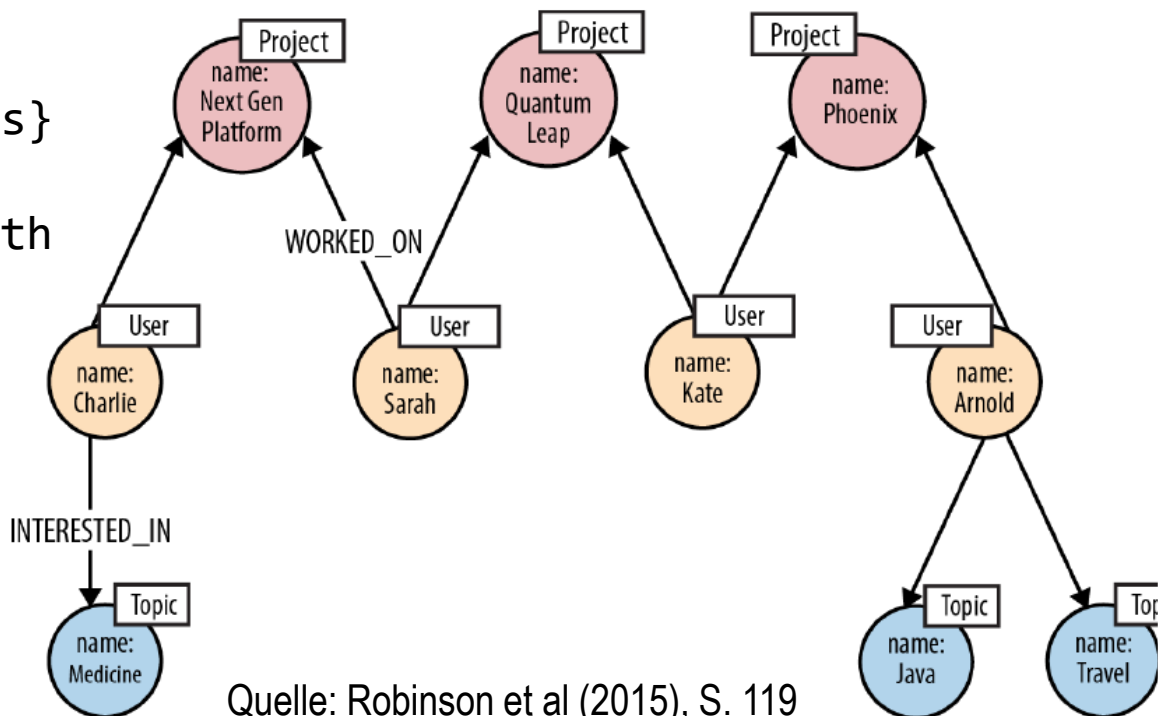 Project
name:
Next Gen
Platform
Project
name:
Quantum
Leap
Project
name:
Phoenix
s}
th
WORKED_ON
User
name:
Charlie
User
name:
Sarah
User
name:
Kate
User
name:
Arnold
INTERESTED_IN
Topic
name:
Medicine
Topic
name:
Java
Top
name:
Travel
Quelle: Robinson et al (2015), S. 119